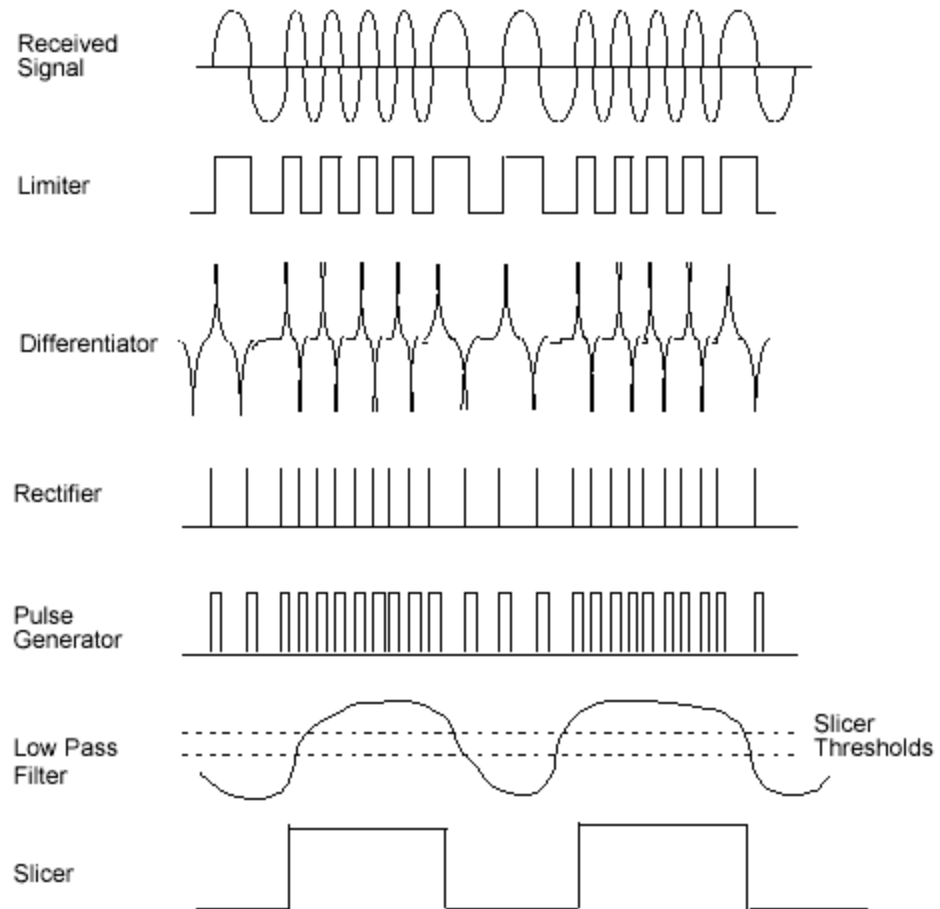 Received
Signal
Limiter
Differentiator
Rectifier
Pulse
Generator
Low Pass
Filter
Slicer
Thresholds
Slicer